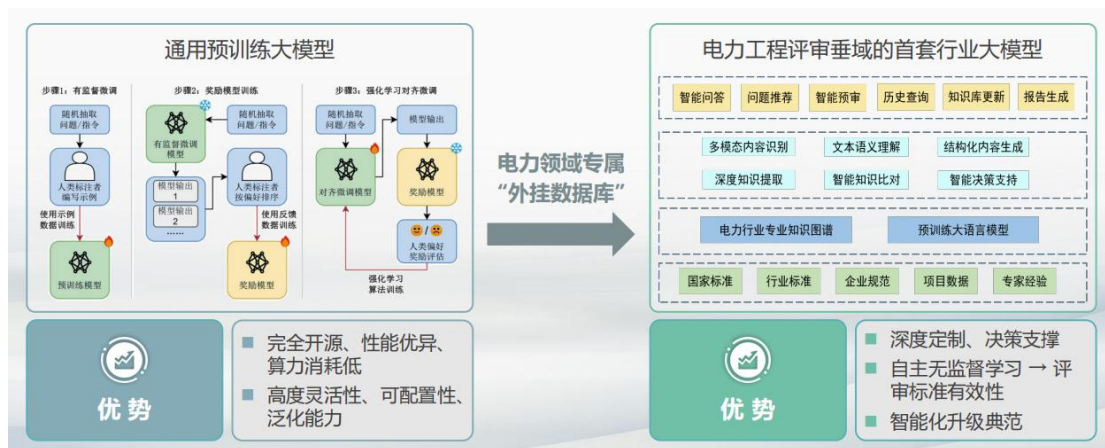 通用预训练大模型
步骤1：有监督微调
随机抽取
问题/指令
人类标注者
编写示例
使用示例
数据训练
预训练模型
步骤2：奖励模型训练
有监督微调
模型
随机抽取
问题/指令
模型输出
1
模型输出
2
......
人类标注者
按偏好排序
使用反馈
数据训练
奖励模型
步骤3：强化学习对齐微调
随机抽取
问题/指令
模型输出
对齐微调模型
奖励模型
/
人类偏好
奖励评估
强化学习
算法训练
优势
■ 完全开源、性能优异、
算力消耗低
■ 高度灵活性、可配置性、
泛化能力
电力领域专属
“外挂数据库”
电力工程评审垂域的首套行业大模型
智能问答 问题推荐 智能预审 历史查询 知识库更新 报告生成
多模态内容识别 文本语义理解 结构化内容生成
深度知识提取 智能知识比对 智能决策支持
电力行业专业知识图谱 预训练大语言模型
国家标准 行业标准 企业规范 项目数据 专家经验
优势
■ 深度定制、决策支撑
■ 自主无监督学习 → 评
审标准有效性
■ 智能化升级典范